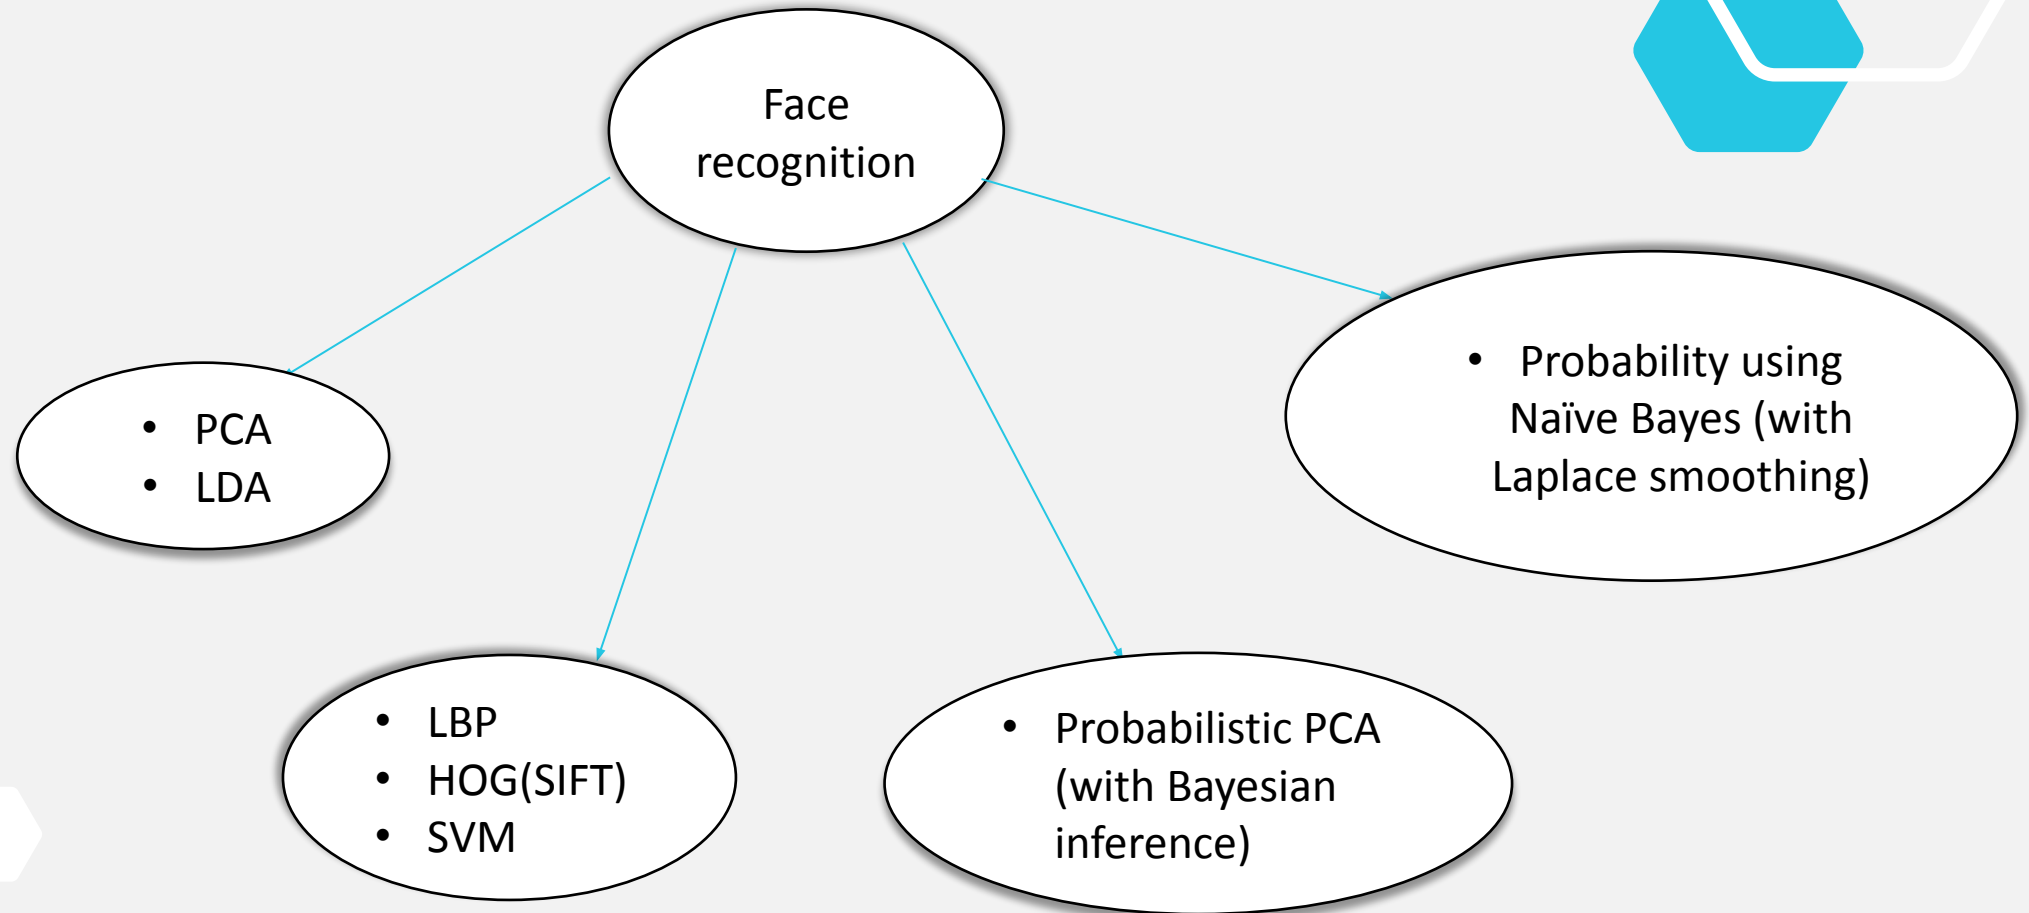 Face
recognition
• PCA
• LDA
• LBP
• HOG(SIFT)
• SVM
• Probabilistic PCA
(with Bayesian
inference)
• Probability using
Naïve Bayes (with
Laplace smoothing)